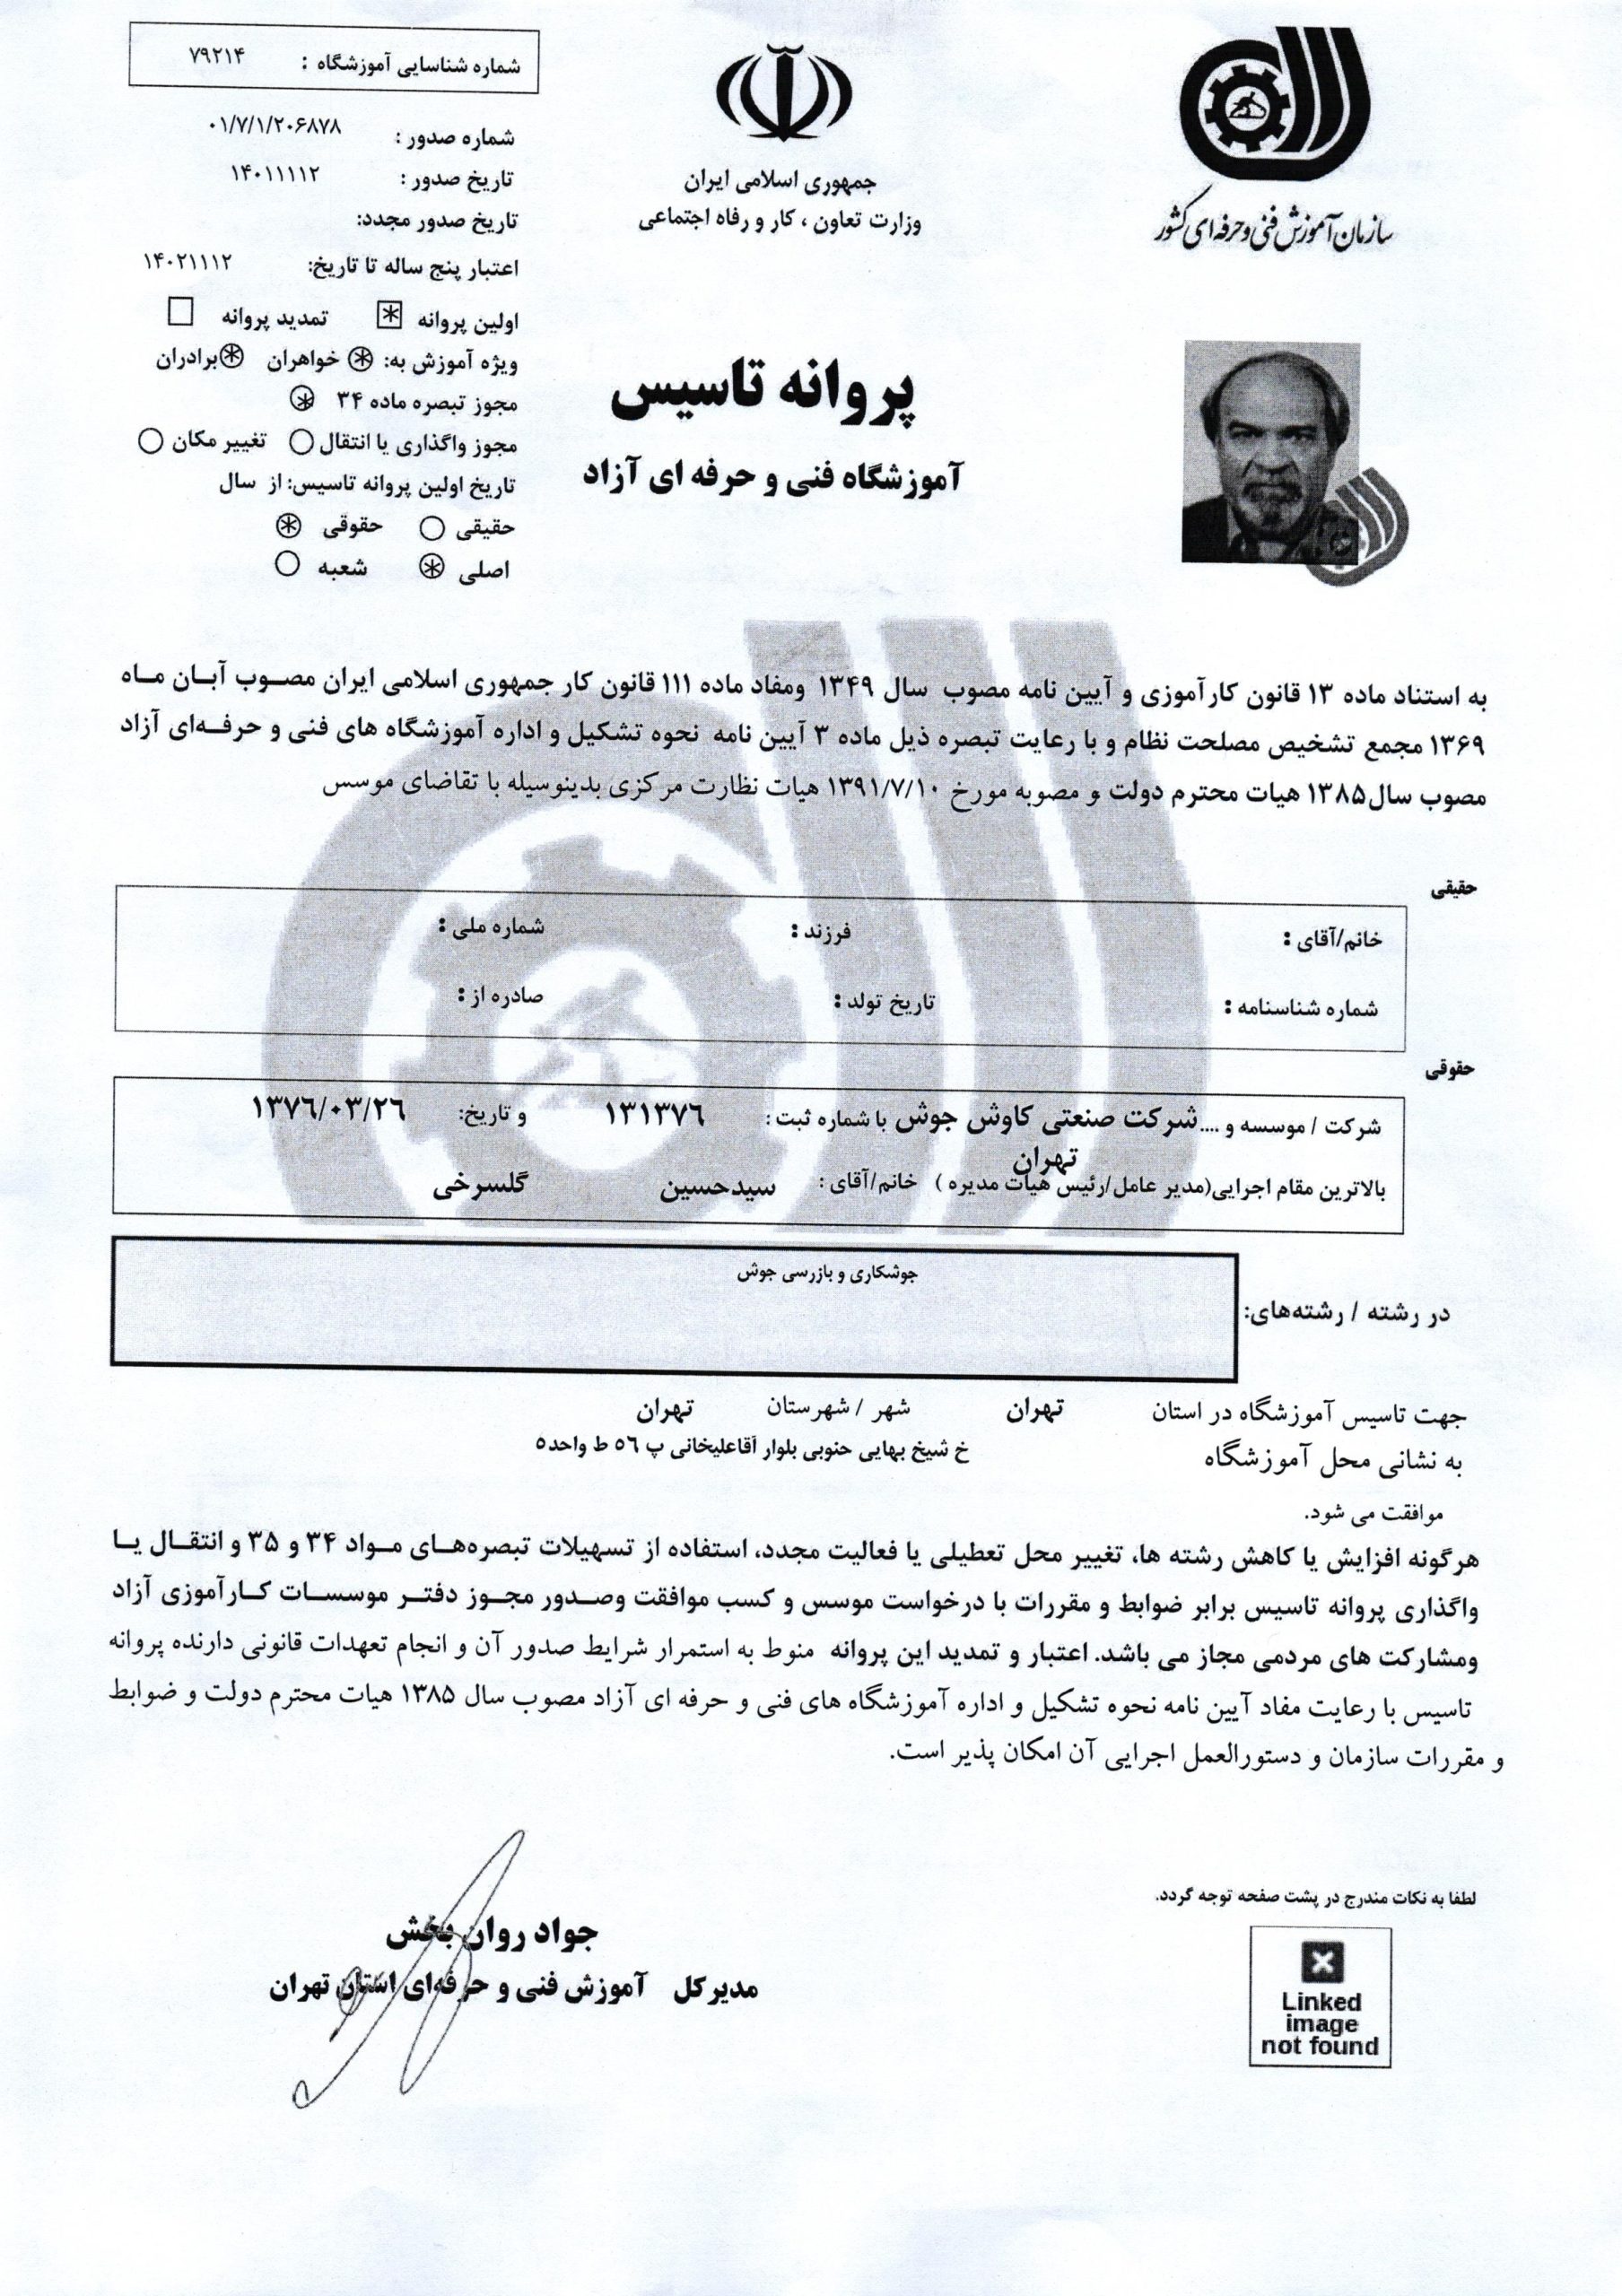 سازمان آموزش فنی و حرفه ای کشور
جمهوری اسلامی ایران
وزارت تعاون ، کار و رفاه اجتماعی
شماره شناسایی آموزشگاه : ۷۹۲۱۴
شماره صدور : ۰۱/۷/۱/۲۰۶۸۷۸
تاریخ صدور : ۱۴۰۱۱۱۱۲
تاریخ صدور مجدد:
اعتبار پنج ساله تا تاریخ: ۱۴۰۲۱۱۱۲
اولین پروانه تمدید پروانه
ویژه آموزش به: خواهران برادران
مجوز تبصره ماده ۳۴
مجوز واگذاری یا انتقال تغییر مکان
تاریخ اولین پروانه تاسیس: از سال
حقیقی حقوقی
اصلی شعبه
پروانه تاسیس
آموزشگاه فنی و حرفه ای آزاد
به استناد ماده ۱۳ قانون کارآموزی و آیین نامه مصوب سال ۱۳۴۹ ومفاد ماده ۱۱۱ قانون کار جمهوری اسلامی ایران مصوب آبان ماه
۱۳۶۹ مجمع تشخیص مصلحت نظام و با رعایت تبصره ذیل ماده ۳ آیین نامه نحوه تشکیل و اداره آموزشگاه های فنی و حرفه‌ای آزاد
مصوب سال۱۳۸۵ هیات محترم دولت و مصوبه مورخ ۱۳۹۱/۷/۱۰ هیات نظارت مرکزی بدینوسیله با تقاضای موسس
حقیقی
خانم/آقای : فرزند : شماره ملی :
شماره شناسنامه : تاریخ تولد : صادره از :
حقوقی
شرکت / موسسه و ....شرکت صنعتی کاوش جوش با شماره ثبت : ۱۳۱۳۷٦ و تاریخ: ۱۳۷٦/۰۳/۲٦
تهران
بالاترین مقام اجرایی(مدیر عامل/رئیس هیات مدیره ) خانم/آقای : سیدحسین گلسرخی
جوشکاری و بازرسی جوش
در رشته / رشته‌های:
جهت تاسیس آموزشگاه در استان تهران شهر / شهرستان تهران
به نشانی محل آموزشگاه خ شیخ بهایی جنوبی بلوار آقاعلیخانی پ ٥٦ ط واحد٥
موافقت می شود.
هرگونه افزایش یا کاهش رشته ها، تغییر محل تعطیلی یا فعالیت مجدد، استفاده از تسهیلات تبصره‌های مواد ۳۴ و ۳۵ و انتقال یا
واگذاری پروانه تاسیس برابر ضوابط و مقررات با درخواست موسس و کسب موافقت وصدور مجوز دفتر موسسات کارآموزی آزاد
ومشارکت های مردمی مجاز می باشد. اعتبار و تمدید این پروانه منوط به استمرار شرایط صدور آن و انجام تعهدات قانونی دارنده پروانه
تاسیس با رعایت مفاد آیین نامه نحوه تشکیل و اداره آموزشگاه های فنی و حرفه ای آزاد مصوب سال ۱۳۸۵ هیات محترم دولت و ضوابط
و مقررات سازمان و دستورالعمل اجرایی آن امکان پذیر است.
لطفا به نکات مندرج در پشت صفحه توجه گردد.
جواد روان بخش
مدیرکل آموزش فنی و حرفه‌ای استان تهران
Linked
image
not found